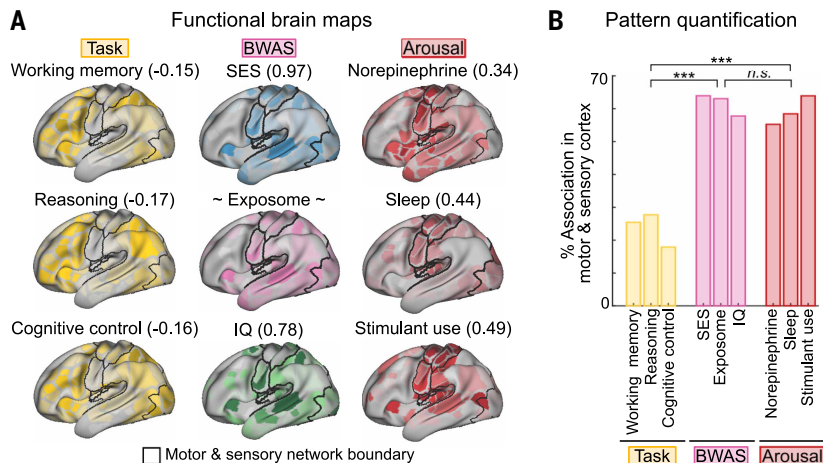 A
Functional brain maps
Task
BWAS
Arousal
Working memory (-0.15)
SES (0.97)
Norepinephrine (0.34)
Reasoning (-0.17)
~ Exposome ~
Sleep (0.44)
Cognitive control (-0.16)
IQ (0.78)
Stimulant use (0.49)
Motor & sensory network boundary
B
Pattern quantification
***
***
n.s.
70
% Association in
motor & sensory cortex
0
Working memory
Reasoning
Cognitive control
SES
Exposome
IQ
Norepinephrine
Sleep
Stimulant use
Task
BWAS
Arousal